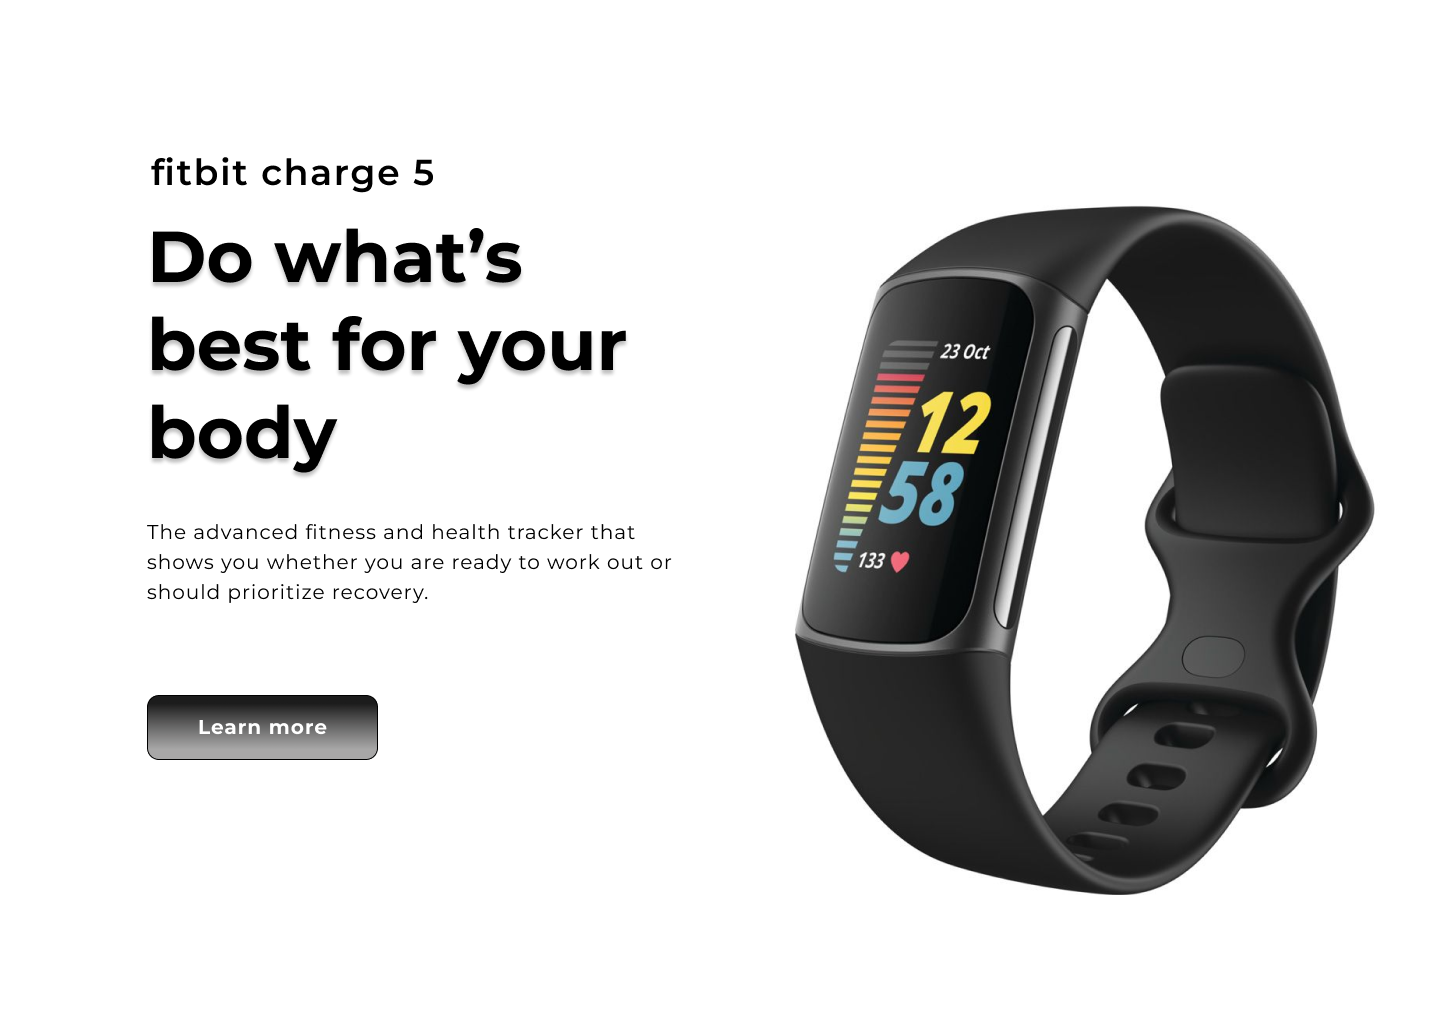 fitbit charge 5
Do what’s
best for your
body
The advanced fitness and health tracker that
shows you whether you are ready to work out or
should prioritize recovery.
Learn more
23 Oct
12
58
133